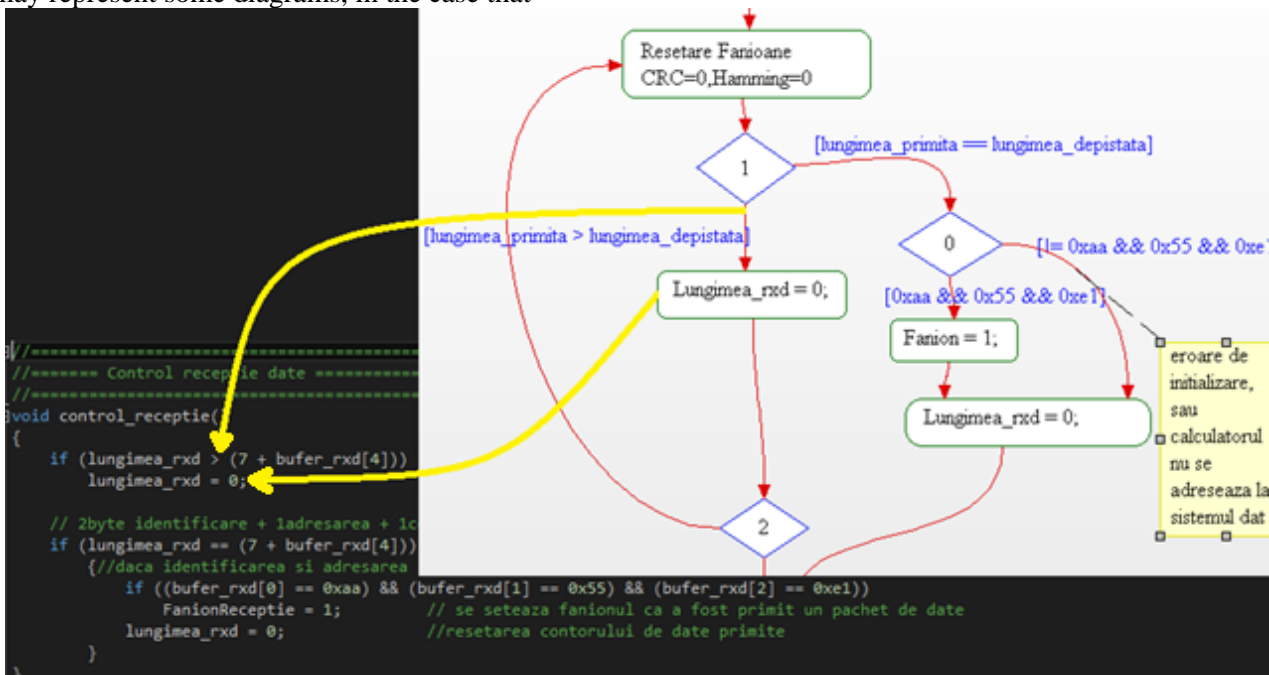 may represent some diagrams, in the case that
Resetare Fanioane
CRC=0,Hamming=0
[lungimea_primita == lungimea_depistata]
1
[lungimea_primita > lungimea_depistata]
0
[!= 0xaa && 0x55 && 0xe1
Lungimea_rxd = 0;
[0xaa && 0x55 && 0xe1]
Fanion = 1;
eroare de
initializare,
sau
calculatorul
nu se
adreseaza la
sistemul dat
Lungimea_rxd = 0;
2
//=======================================
//======= Control receptie date ===========
//=======================================
void control_receptie(
{
if (lungimea_rxd > (7 + bufer_rxd[4]))
lungimea_rxd = 0;
// 2byte identificare + 1adresarea +
if (lungimea_rxd == (7 + bufer_rxd[4]))
{//daca identificarea si adresarea
if ((bufer_rxd[0] == 0xaa) && (bufer_rxd[1] == 0x55) && (bufer_rxd[2] == 0xe1))
FanionReceptie = 1; // se seteaza fanionul ca a fost primit un pachet de date
lungimea_rxd = 0; //resetarea contorului de date primite
}